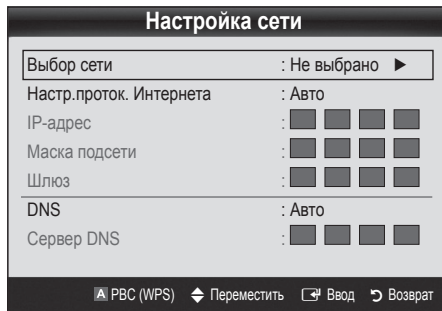 Настройка сети
Выбор сети : Не выбрано ▶
Настр.проток. Интернета : Авто
IP-адрес :
Маска подсети :
Шлюз :
DNS : Авто
Сервер DNS :
A PBC (WPS) Переместить Ввод Возврат